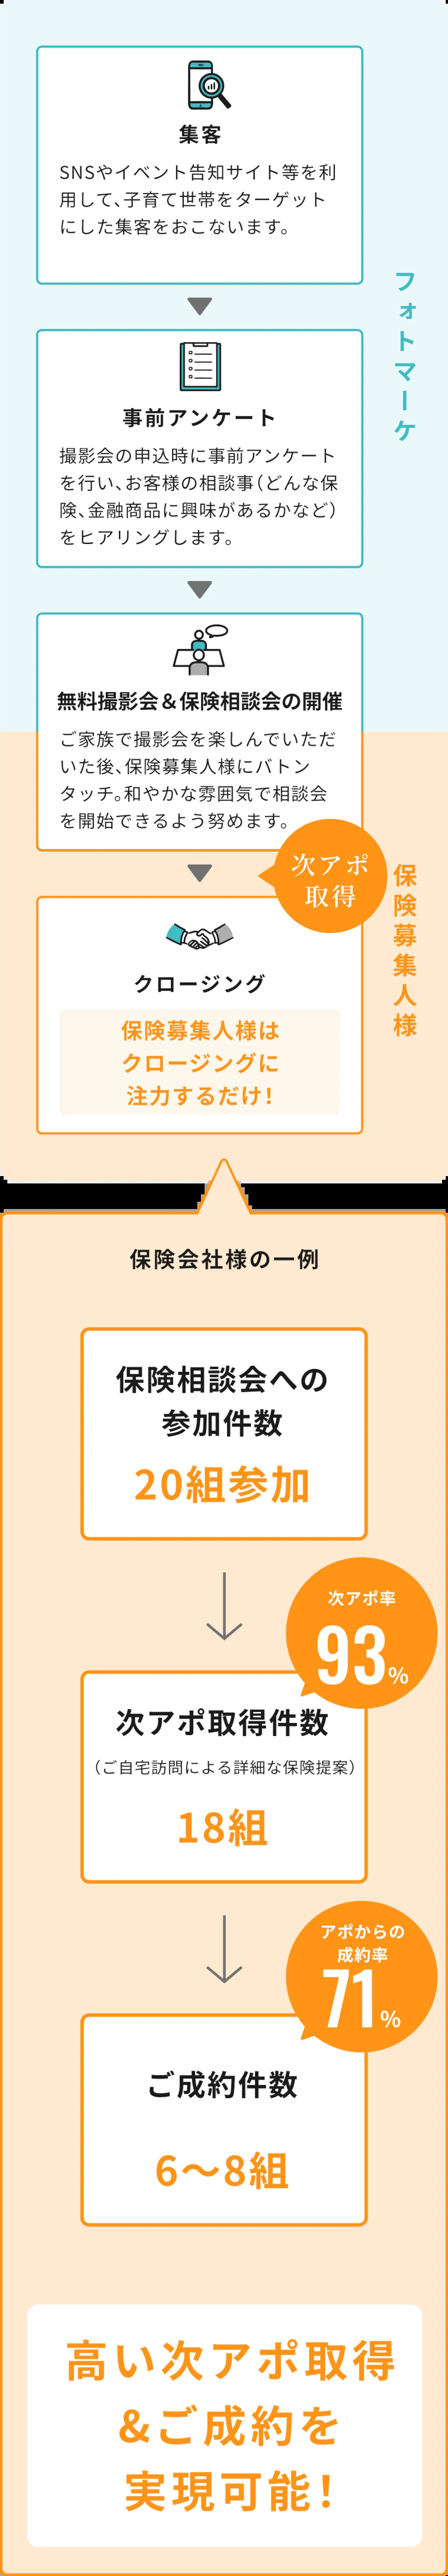 集客
SNSやイベント告知サイト等を利
用して、子育て世帯をターゲット
にした集客をおこないます。
フォトマーケ
事前アンケート
撮影会の申込時に事前アンケート
を行い、お客様の相談事（どんな保
険、金融商品に興味があるかなど）
をヒアリングします。
無料撮影会＆保険相談会の開催
ご家族で撮影会を楽しんでいただ
いた後、保険募集人様にバトン
タッチ。和やかな雰囲気で相談会
を開始できるよう努めます。
次アポ
取得
保険募集人様
クロージング
保険募集人様は
クロージングに
注力するだけ！
保険会社様の一例
保険相談会への
参加件数
20組参加
次アポ率
93%
次アポ取得件数
（ご自宅訪問による詳細な保険提案）
18組
アポからの
成約率
71%
ご成約件数
6〜8組
高い次アポ取得
＆ご成約を
実現可能！